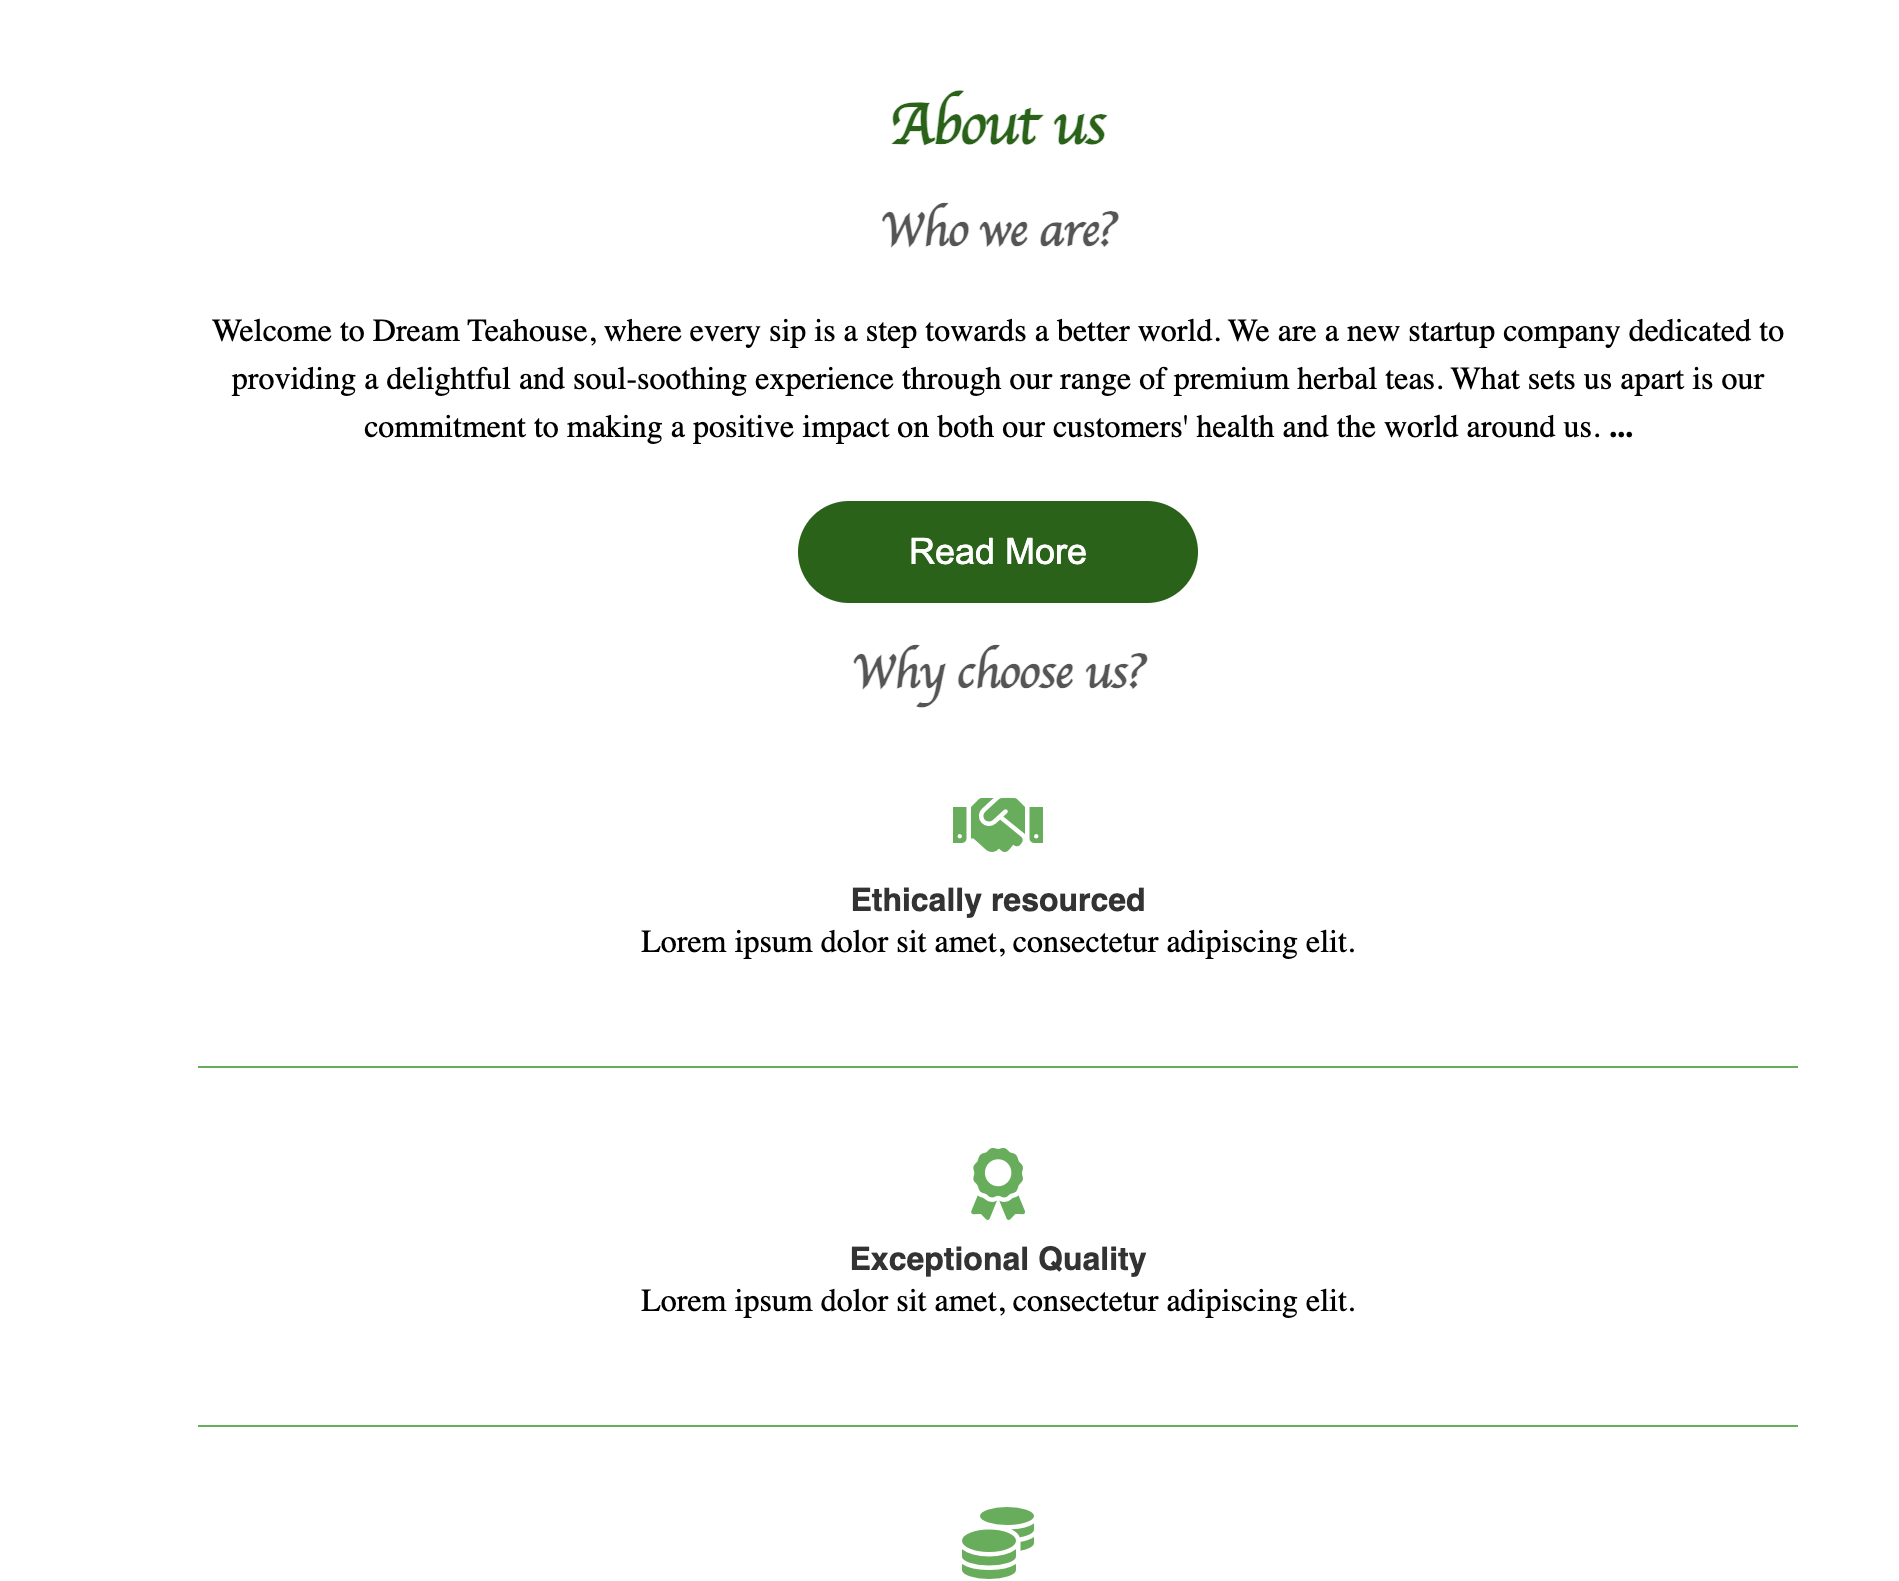 About us
Who we are?
Welcome to Dream Teahouse, where every sip is a step towards a better world. We are a new startup company dedicated to
providing a delightful and soul-soothing experience through our range of premium herbal teas. What sets us apart is our
commitment to making a positive impact on both our customers' health and the world around us. ...
Read More
Why choose us?
Ethically resourced
Lorem ipsum dolor sit amet, consectetur adipiscing elit.
Exceptional Quality
Lorem ipsum dolor sit amet, consectetur adipiscing elit.